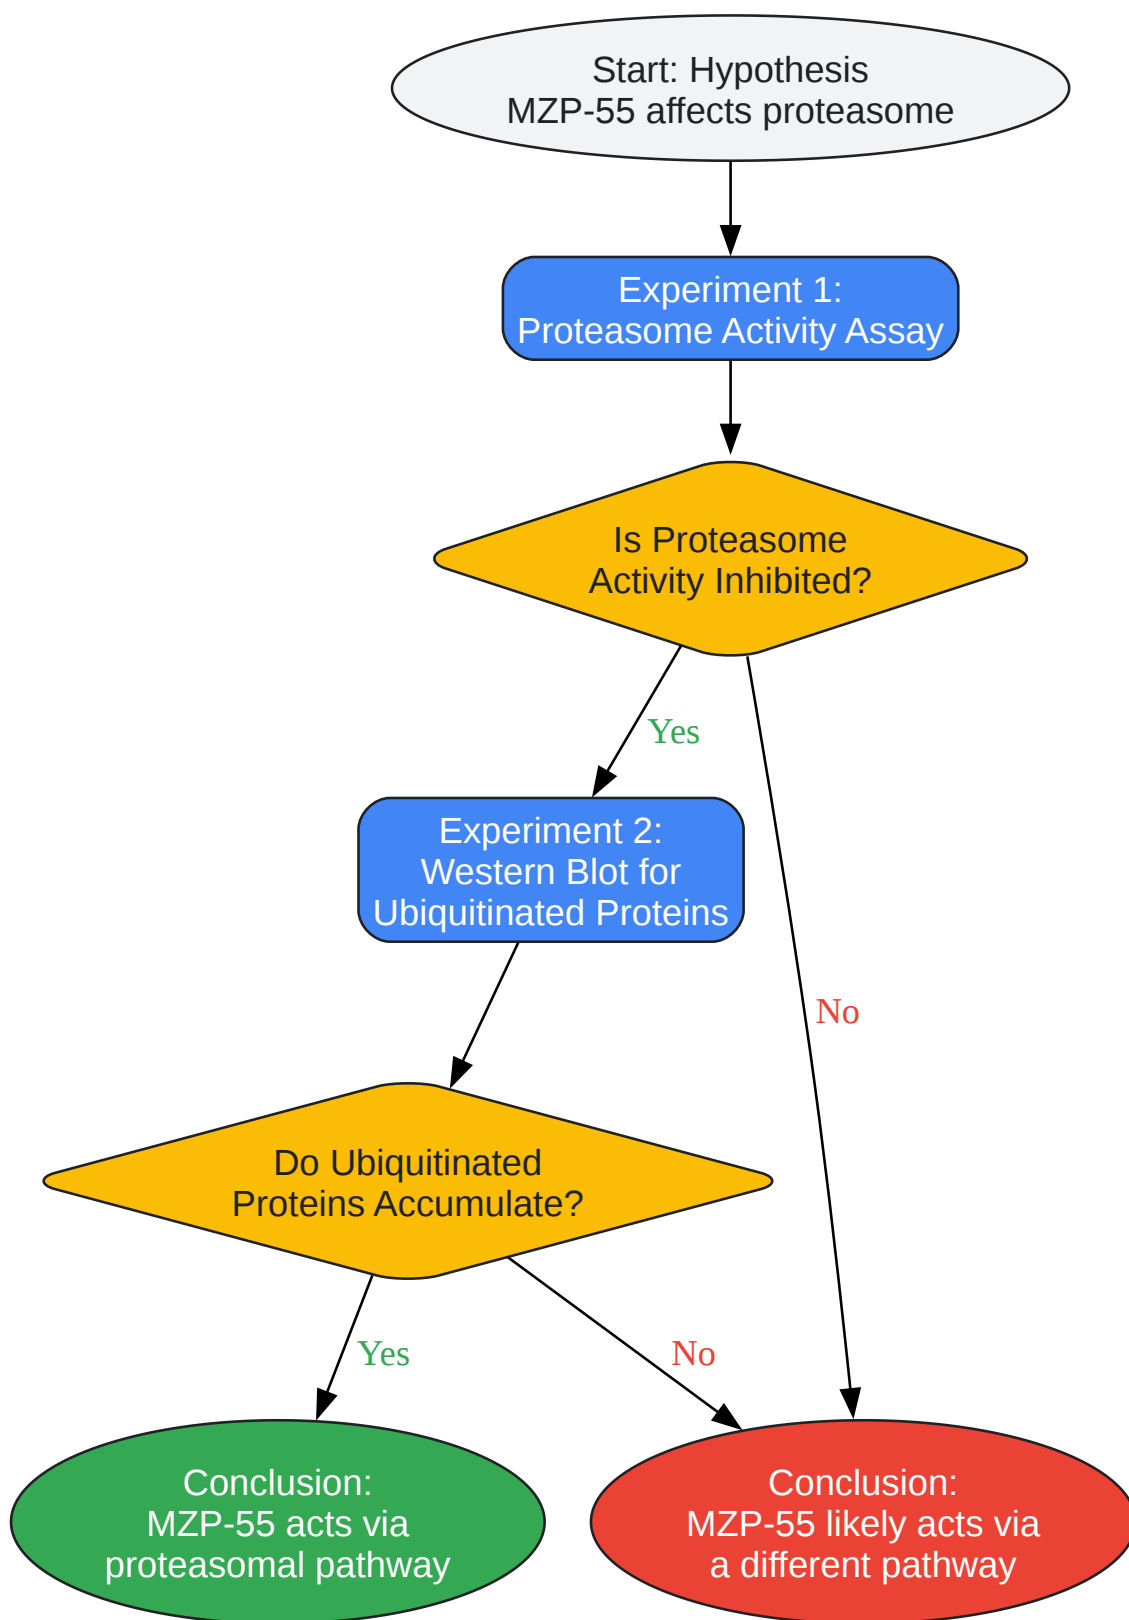 Start: Hypothesis
MZP-55 affects proteasome
Experiment 1:
Proteasome Activity Assay
Is Proteasome
Activity Inhibited?
Yes
Experiment 2:
Western Blot for
Ubiquitinated Proteins
No
Do Ubiquitinated
Proteins Accumulate?
Yes
No
Conclusion:
MZP-55 acts via
proteasomal pathway
Conclusion:
MZP-55 likely acts via
a different pathway